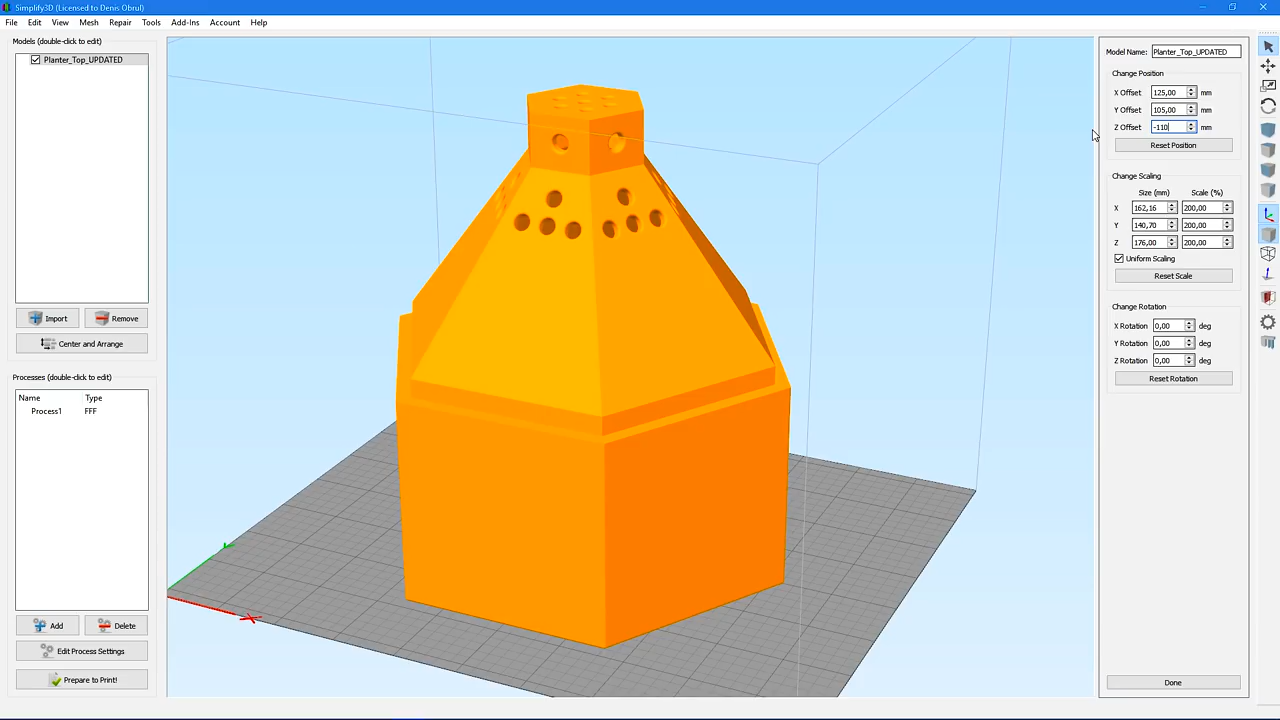 Simplify3D (Licensed to Denis Obrul)
File Edit View Mesh Repair Tools Add-Ins Account Help
Models (double-click to edit)
Planter_Top_UPDATED
Import Remove
Center and Arrange
Processes (double-click to edit)
Name Type
Process1 FFF
Add Delete
Edit Process Settings
Prepare to Print!
Model Name: Planter_Top_UPDATED
Change Position
X Offset 125,00 mm
Y Offset 105,00 mm
Z Offset -110 mm
Reset Position
Change Scaling
Size (mm) Scale (%)
X 162,16 200,00
Y 140,70 200,00
Z 176,00 200,00
Uniform Scaling
Reset Scale
Change Rotation
X Rotation 0,00 deg
Y Rotation 0,00 deg
Z Rotation 0,00 deg
Reset Rotation
Done